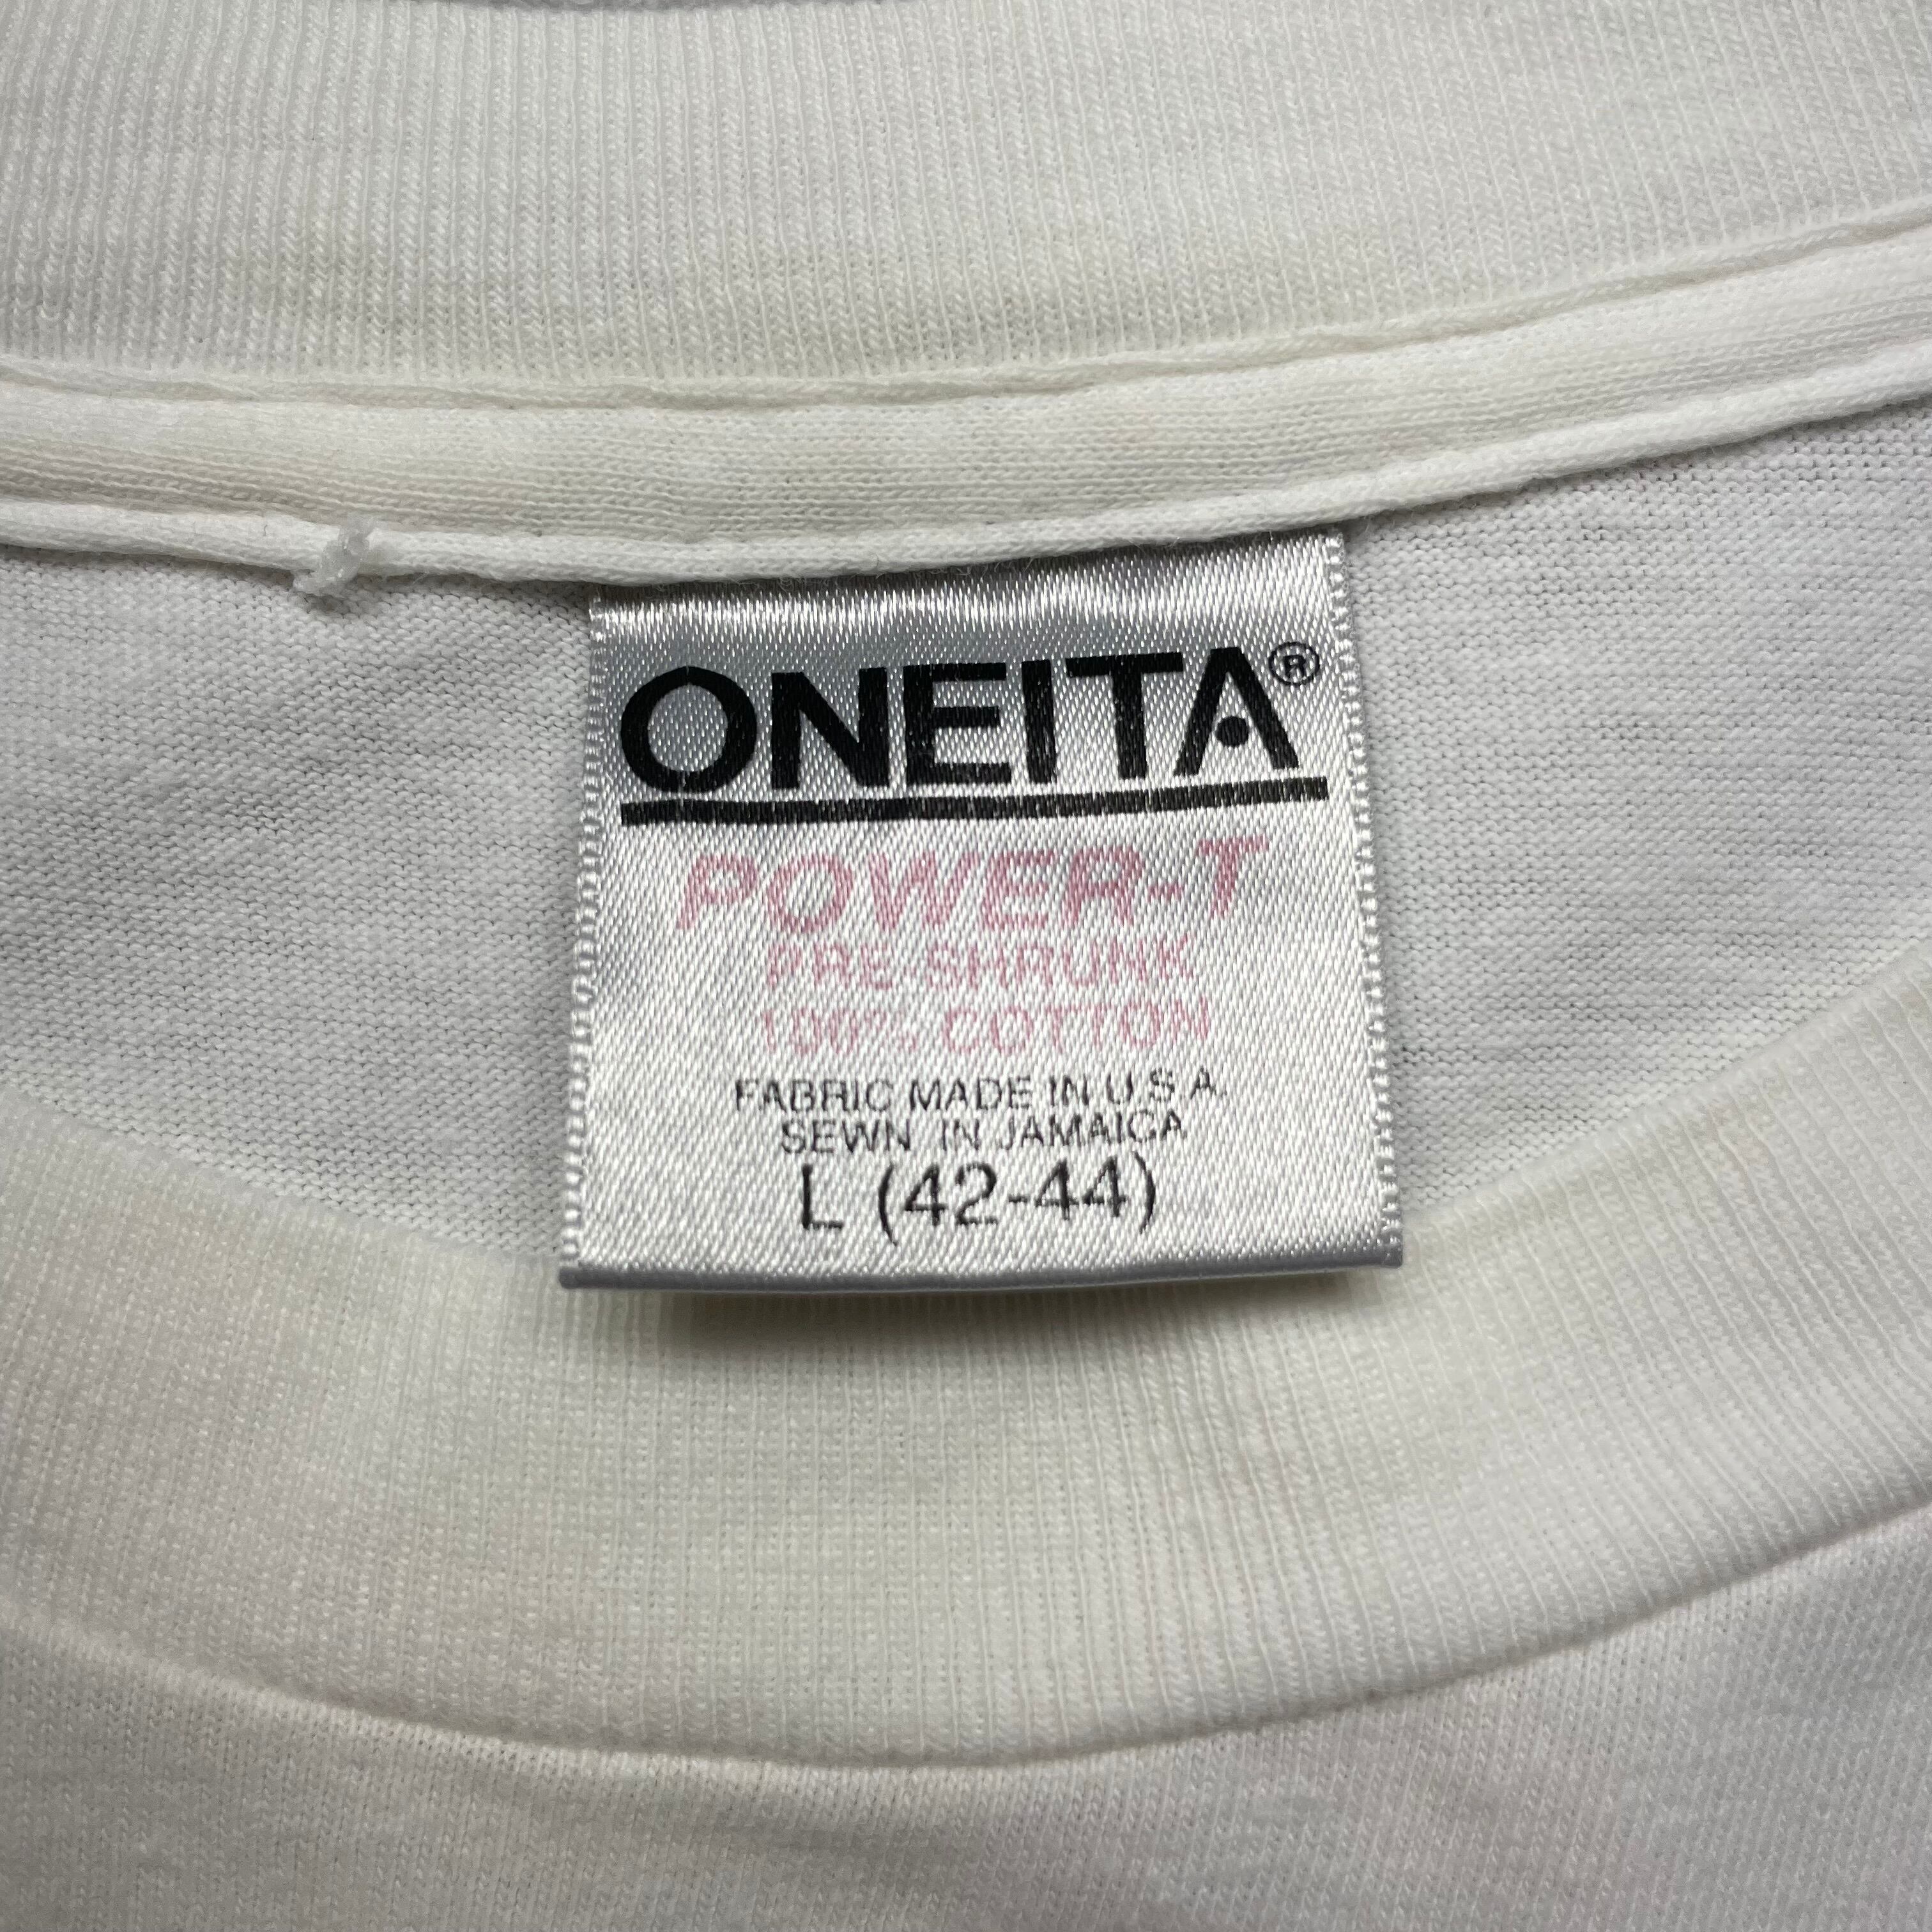 ONEITA®
POWER-T
PRE-SHRUNK
100% COTTON
FABRIC MADE IN U.S.A.
SEWN IN JAMAICA
L (42-44)